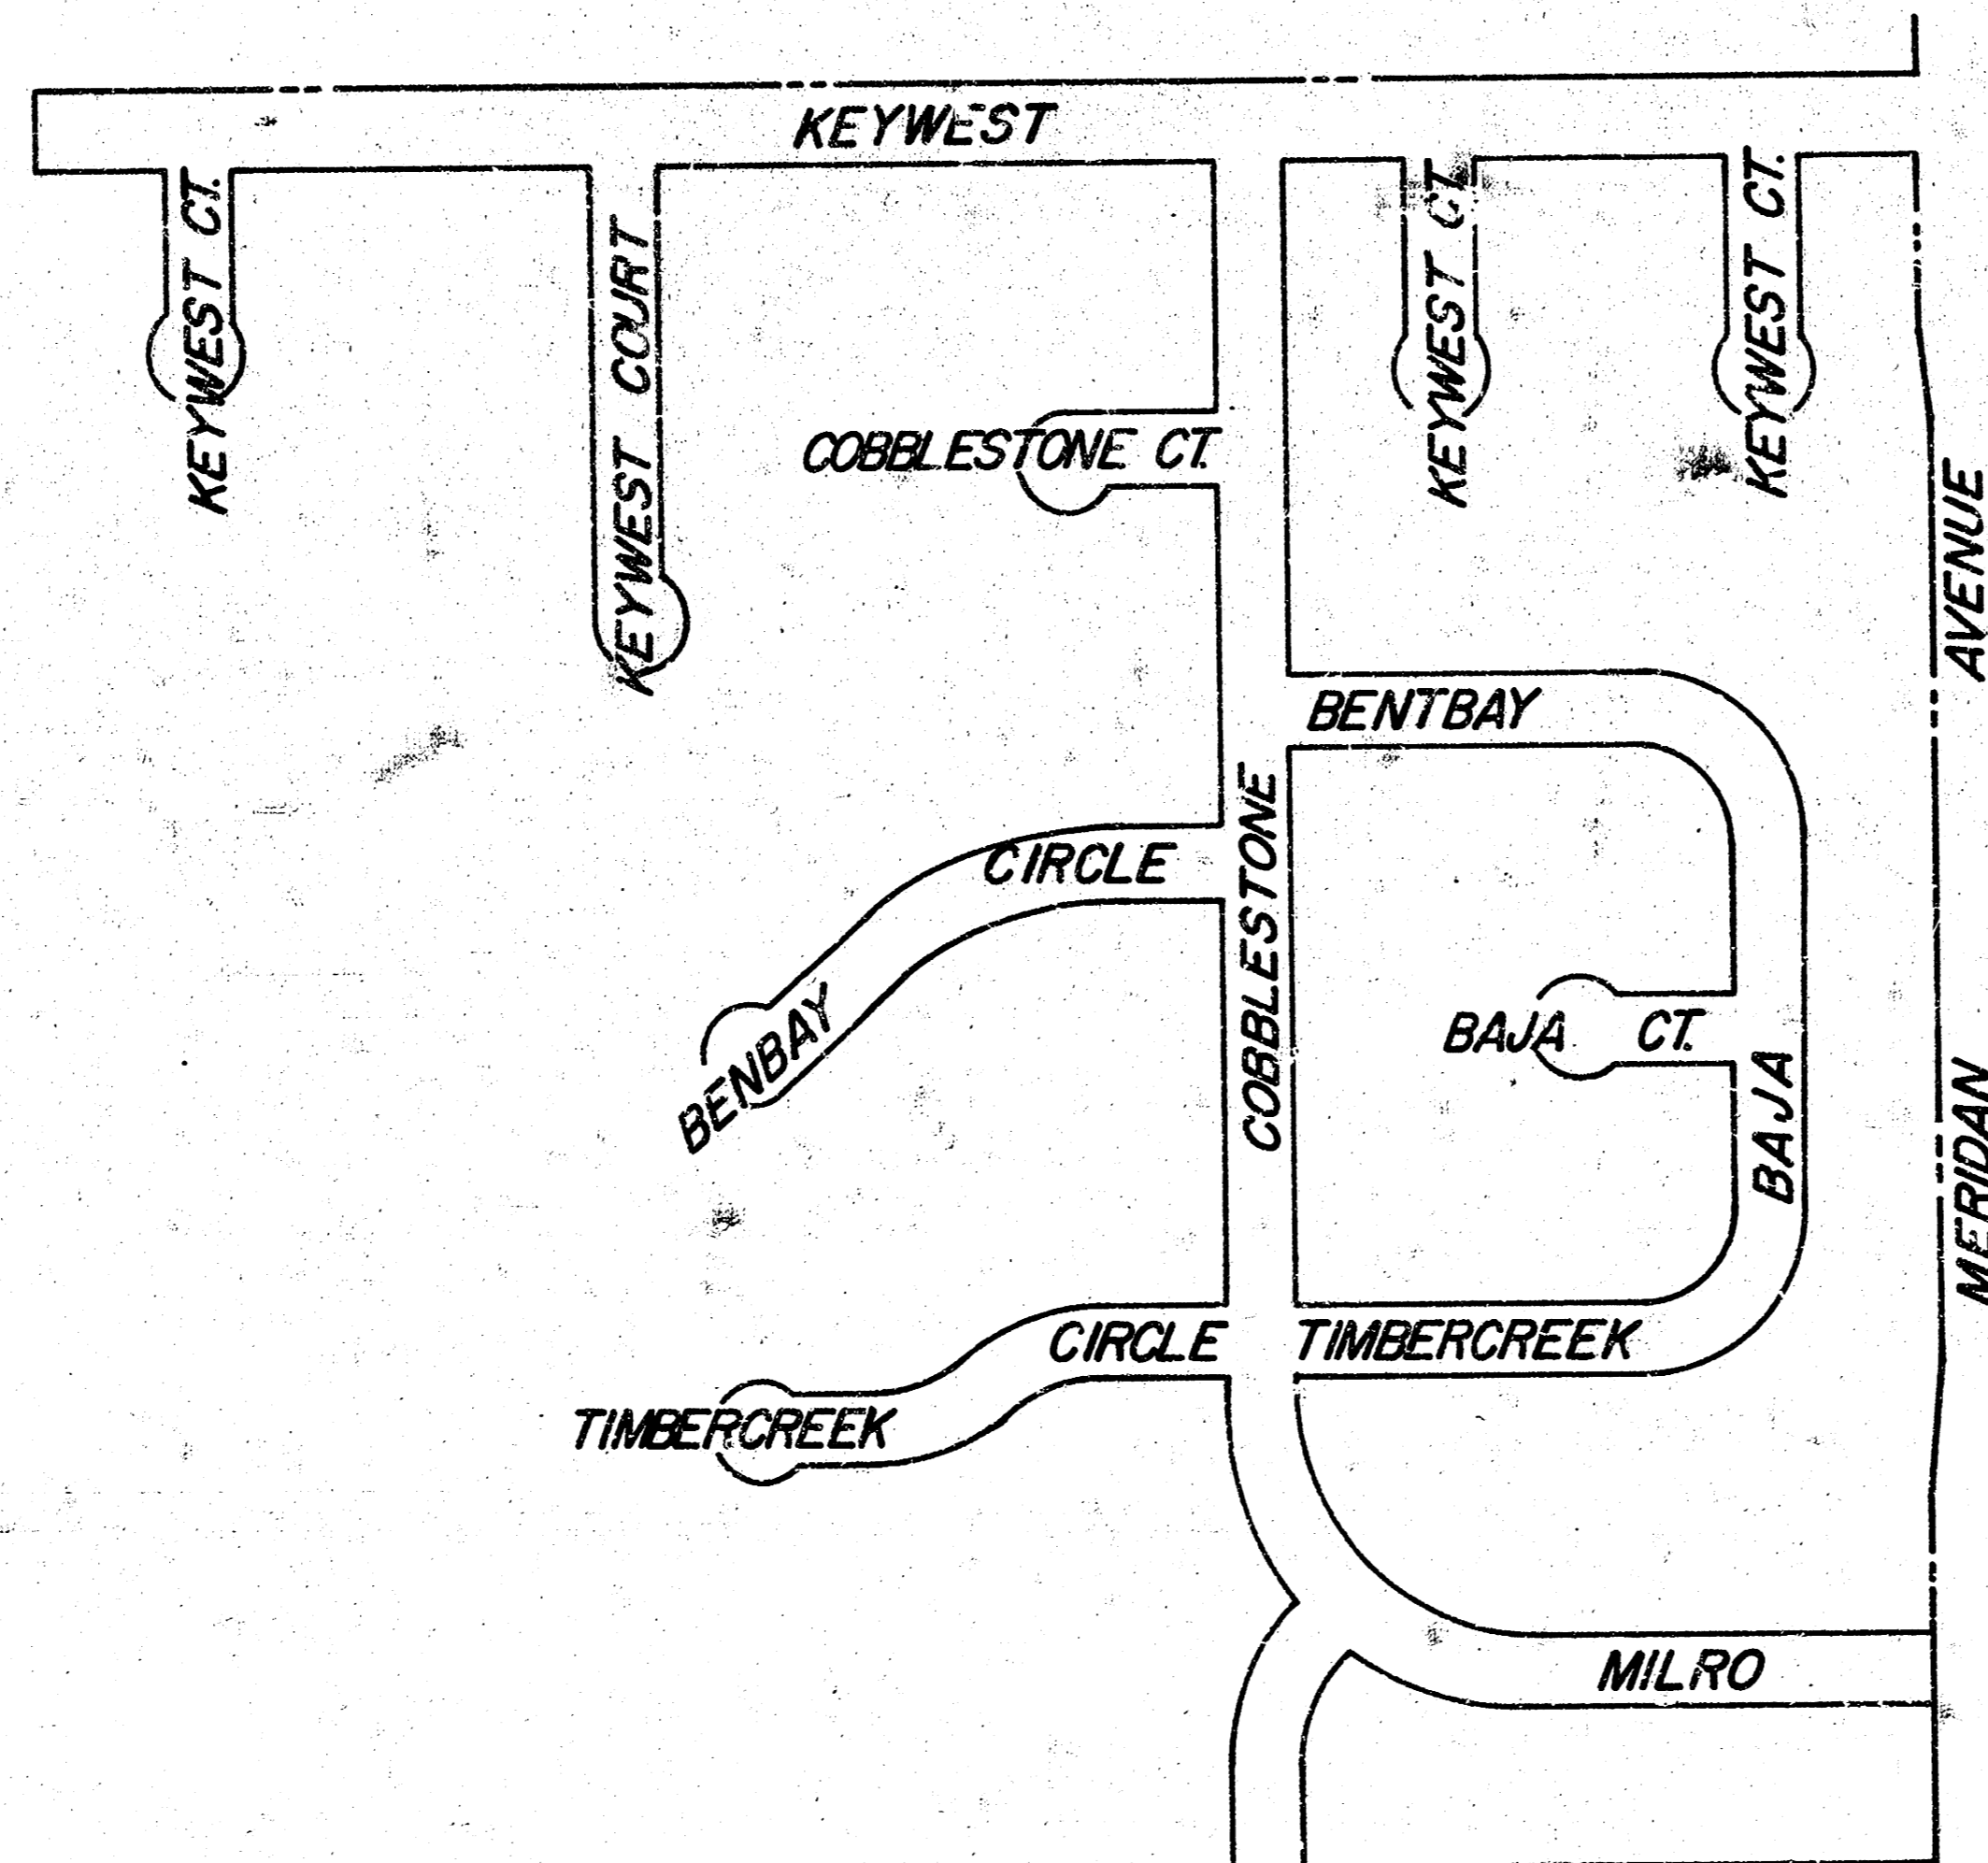 KEYWEST
KEYWEST CT.
KEYWEST COURT
KEYWEST CT.
KEYWEST CT.
COBBLESTONE CT.
AVENUE
BENTBAY
COBBLESTONE
CIRCLE
BENBAY
BAJA CT.
BAJA
MERIDAN
CIRCLE
TIMBERCREEK
TIMBERCREEK
MILRO